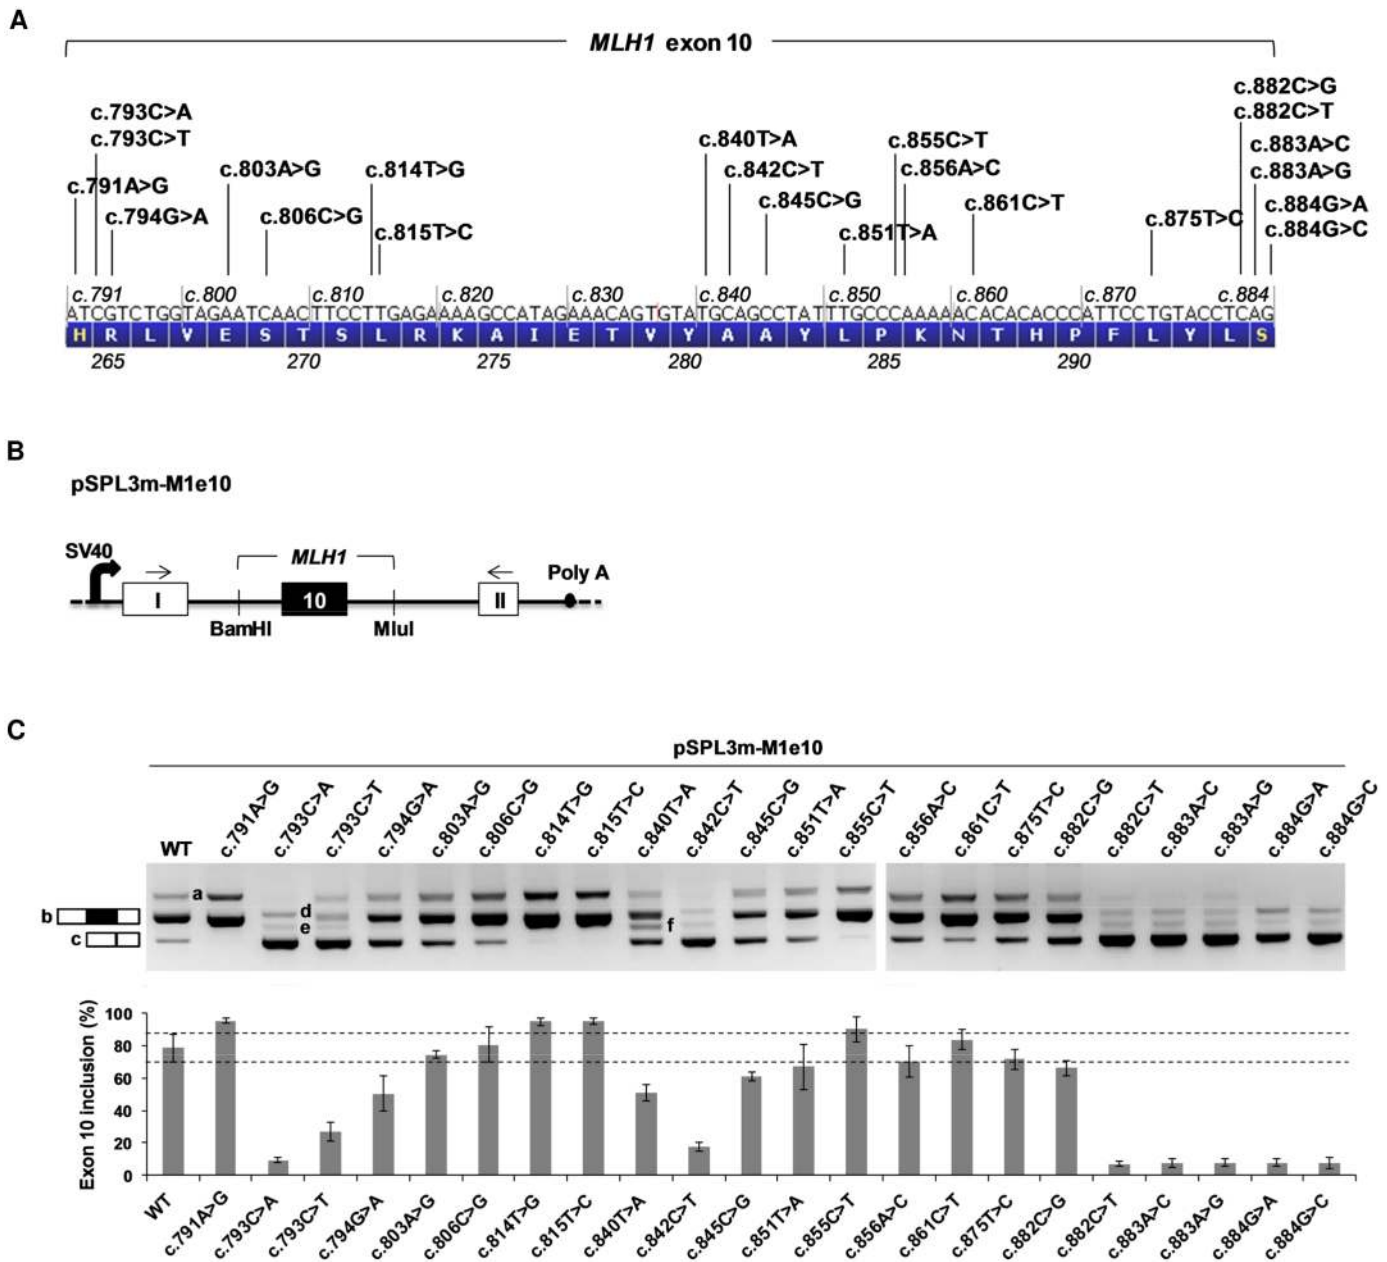 A
MLH1 exon 10
c.882C>G
c.793C>A
c.882C>T
c.793C>T
c.840T>A
c.855C>T
c.883A>C
c.803A>G
c.814T>G
c.842C>T
c.856A>C
c.883A>G
c.791A>G
c.845C>G
c.861C>T
c.884G>A
c.794G>A
c.806C>G
c.815T>C
c.851T>A
c.875T>C
c.884G>C
c.791 c.800 c.810 c.820 c.830 c.840 c.850 c.860 c.870 c.884
ATCGTCTGGTAGAATCAACTTCCTTGAGAAAAGCCATAGAAACAGTGTATGCAGCCTATTTGCCCAAAAACACACACCCATTCCTGTACCTCAG
H R L V E S T S L R K A I E T V Y A A Y L P K N T H P F L Y L S
265 270 275 280 285 290
B
pSPL3m-M1e10
SV40
MLH1
Poly A
I 10 II
BamHI MluI
C
pSPL3m-M1e10
WT c.791A>G c.793C>A c.793C>T c.794G>A c.803A>G c.806C>G c.814T>G c.815T>C c.840T>A c.842C>T c.845C>G c.851T>A c.855C>T c.856A>C c.861C>T c.875T>C c.882C>G c.882C>T c.883A>C c.883A>G c.884G>A c.884G>C
a
b
d
e
f
c
Exon 10 inclusion (%)
100
80
60
40
20
0
WT c.791A>G c.793C>A c.793C>T c.794G>A c.803A>G c.806C>G c.814T>G c.815T>C c.840T>A c.842C>T c.845C>G c.851T>A c.855C>T c.856A>C c.861C>T c.875T>C c.882C>G c.882C>T c.883A>C c.883A>G c.884G>A c.884G>C